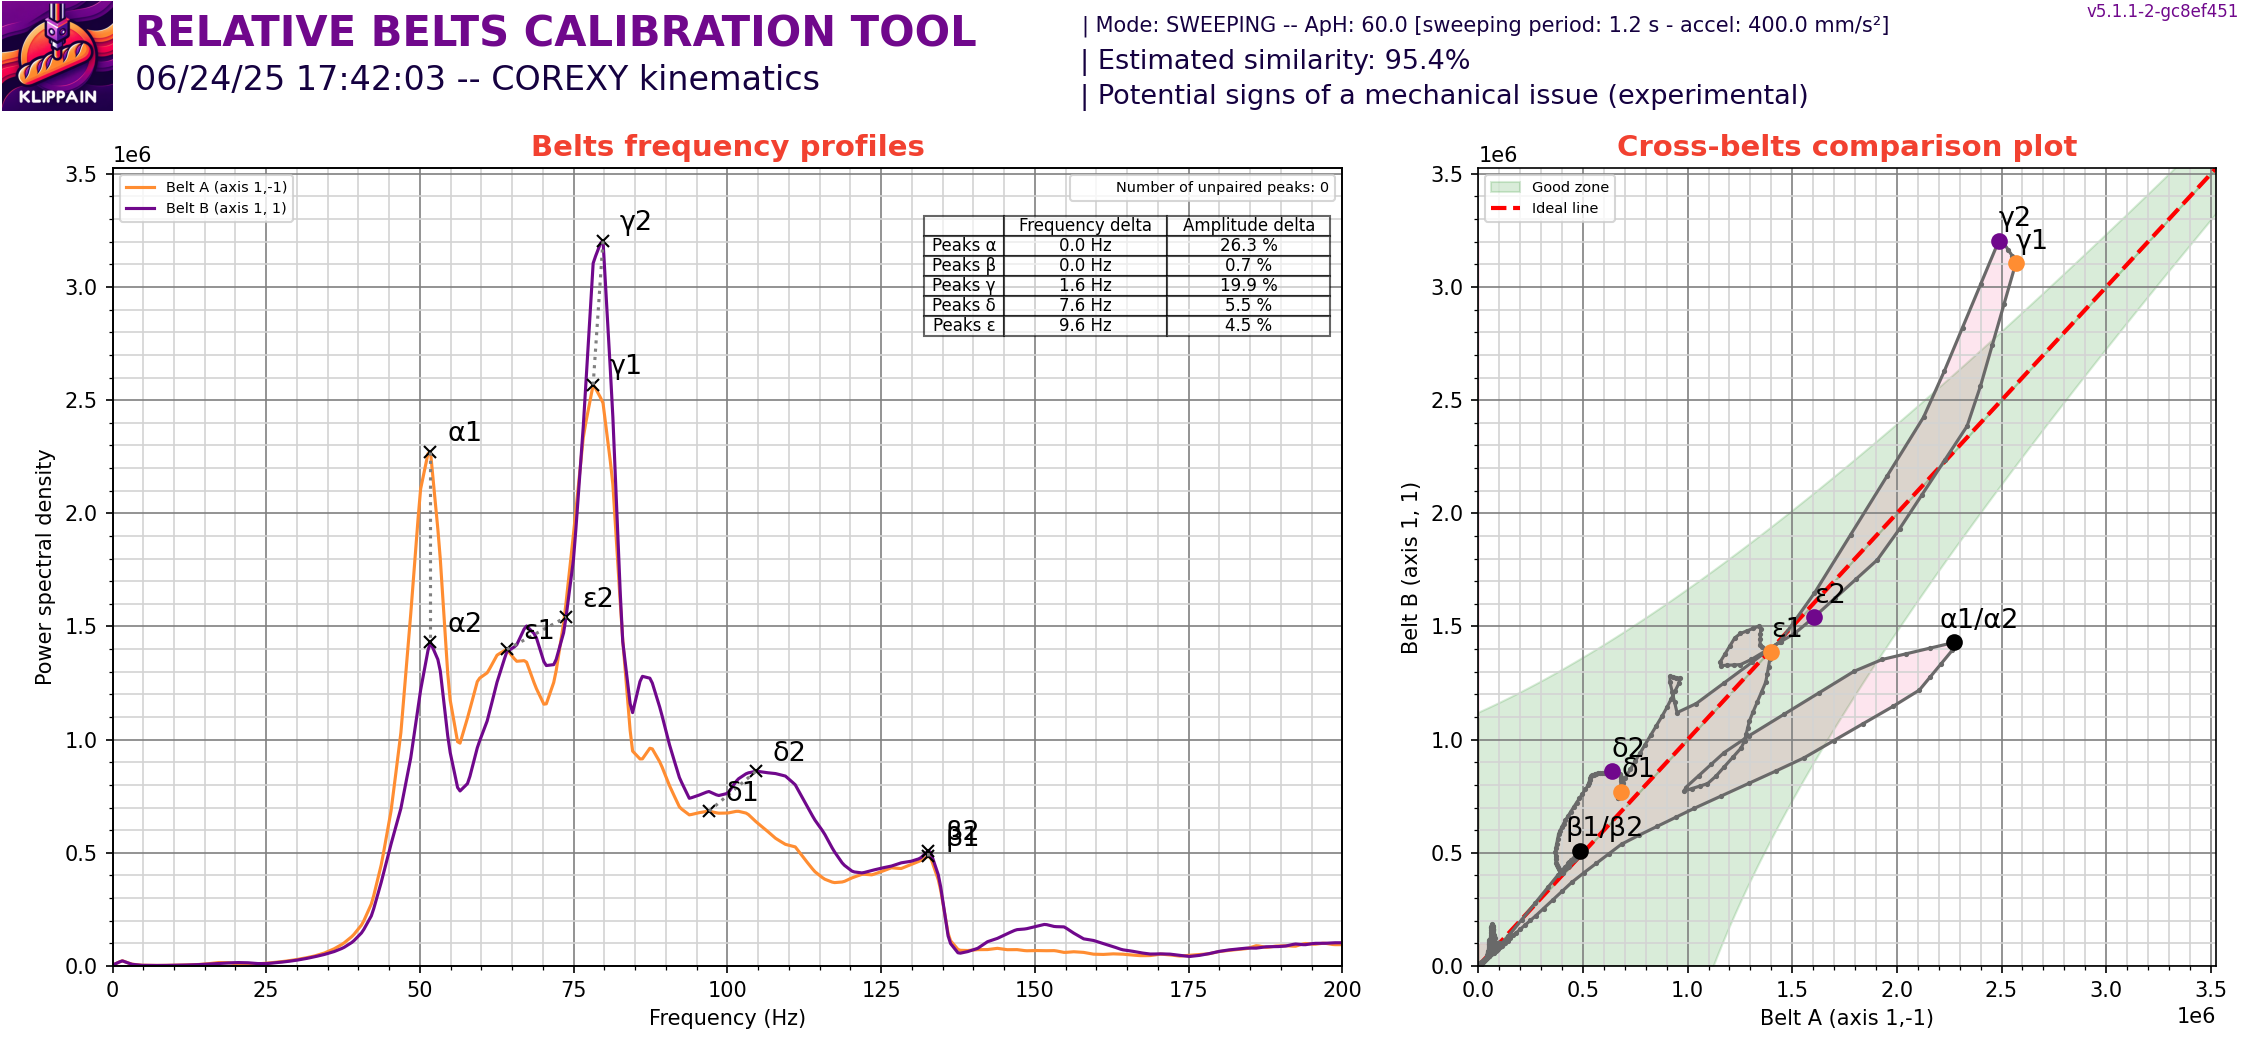 KLIPPAIN
RELATIVE BELTS CALIBRATION TOOL
06/24/25 17:42:03 -- COREXY kinematics
| Mode: SWEEPING -- ApH: 60.0 [sweeping period: 1.2 s - accel: 400.0 mm/s²]
| Estimated similarity: 95.4%
| Potential signs of a mechanical issue (experimental)
v5.1.1-2-gc8ef451
Belts frequency profiles
1e6
Belt A (axis 1,-1)
Belt B (axis 1, 1)
Number of unpaired peaks: 0
Frequency delta Amplitude delta
Peaks α 0.0 Hz 26.3 %
Peaks β 0.0 Hz 0.7 %
Peaks γ 1.6 Hz 19.9 %
Peaks δ 7.6 Hz 5.5 %
Peaks ε 9.6 Hz 4.5 %
γ2
γ1
α1
α2
ε2
ε1
δ2
δ1
β2
β1
3.5
3.0
2.5
2.0
1.5
1.0
0.5
0.0
Power spectral density
0 25 50 75 100 125 150 175 200
Frequency (Hz)
Cross-belts comparison plot
1e6
Good zone
Ideal line
γ2
γ1
ε2
α1/α2
ε1
δ2
δ1
β1/β2
3.5
3.0
2.5
2.0
1.5
1.0
0.5
0.0
Belt B (axis 1, 1)
0.0 0.5 1.0 1.5 2.0 2.5 3.0 3.5
Belt A (axis 1,-1)
1e6